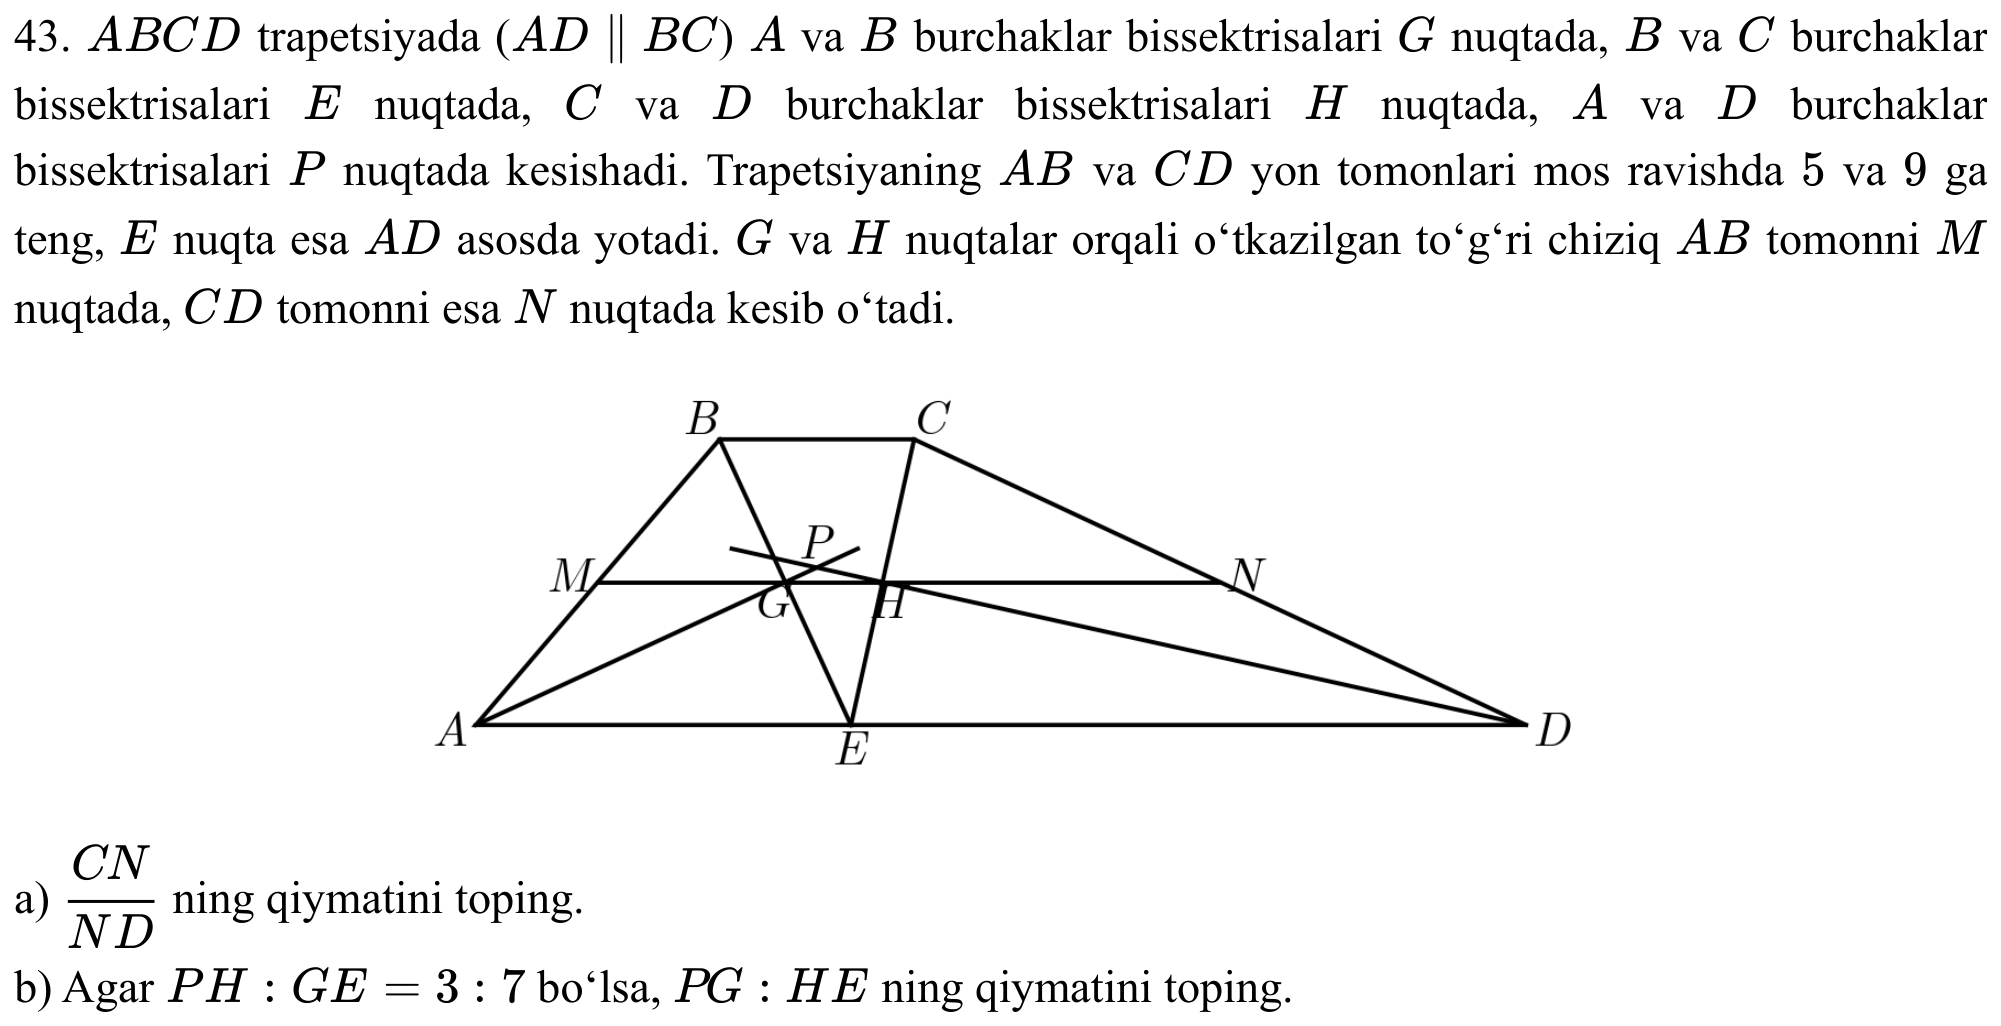 43. ABCD trapetsiyada (AD ∥ BC) A va B burchaklar bissektrisalari G nuqtada, B va C burchaklar
bissektrisalari E nuqtada, C va D burchaklar bissektrisalari H nuqtada, A va D burchaklar
bissektrisalari P nuqtada kesishadi. Trapetsiyaning AB va CD yon tomonlari mos ravishda 5 va 9 ga
teng, E nuqta esa AD asosda yotadi. G va H nuqtalar orqali o‘tkazilgan to‘g‘ri chiziq AB tomonni M
nuqtada, CD tomonni esa N nuqtada kesib o‘tadi.
B C
P
M N
G H
A D
E
a) CN/ND ning qiymatini toping.
b) Agar PH : GE = 3 : 7 bo‘lsa, PG : HE ning qiymatini toping.